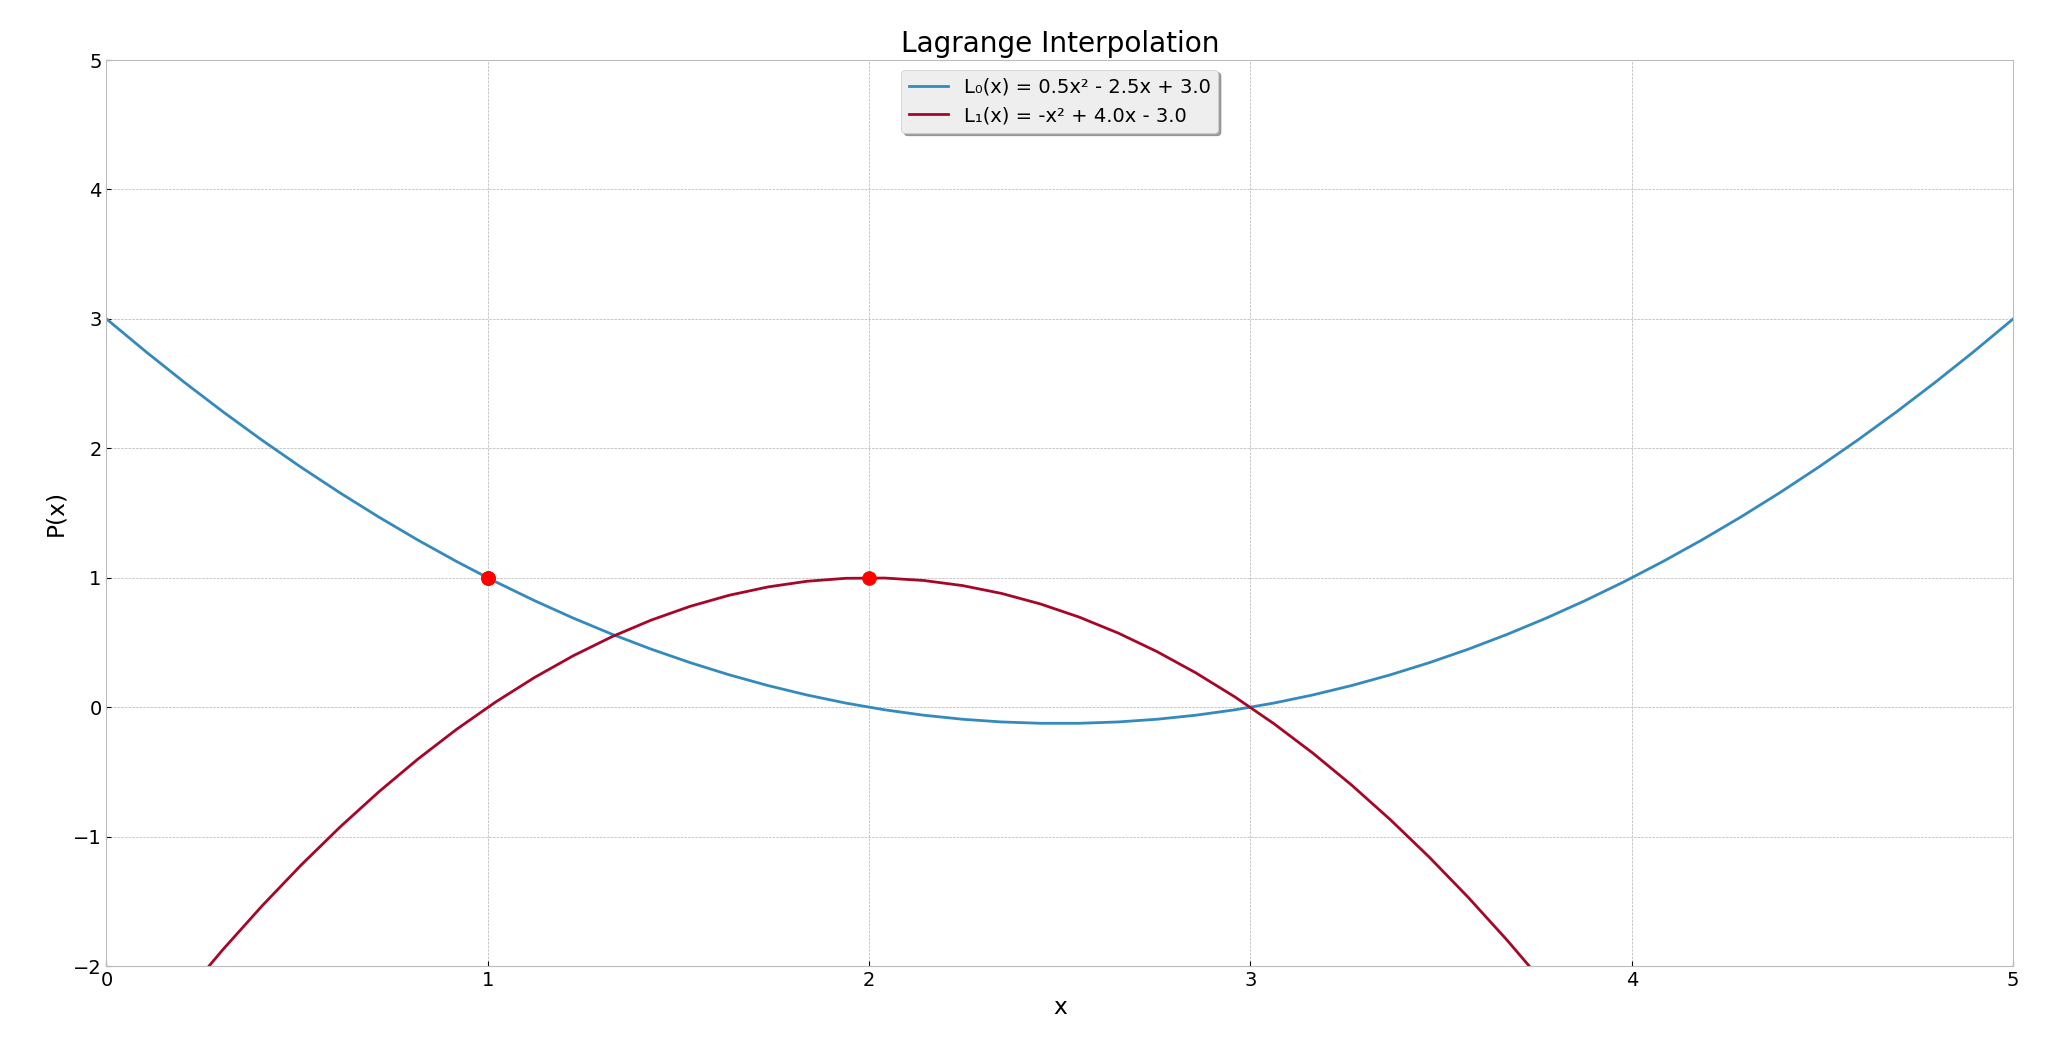 Lagrange Interpolation
L₀(x) = 0.5x² - 2.5x + 3.0
L₁(x) = -x² + 4.0x - 3.0
5
4
3
2
1
0
−1
−2
P(x)
0 1 2 3 4 5
x